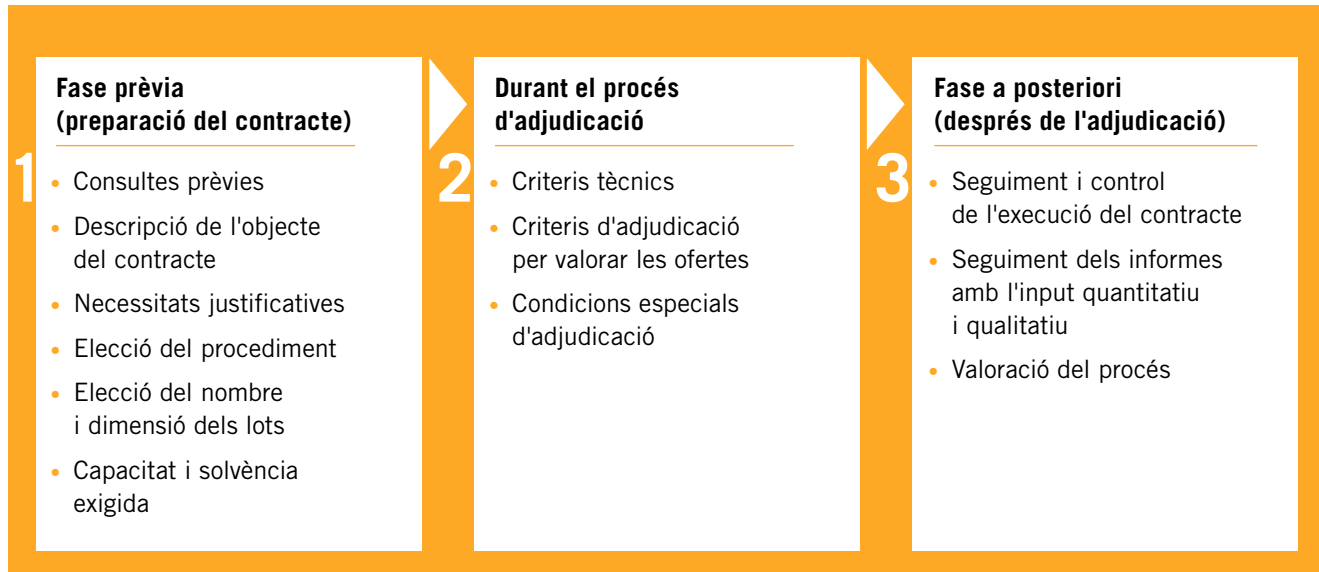 1
Fase prèvia
(preparació del contracte)
• Consultes prèvies
• Descripció de l'objecte
del contracte
• Necessitats justificatives
• Elecció del procediment
• Elecció del nombre
i dimensió dels lots
• Capacitat i solvència
exigida
2
Durant el procés
d'adjudicació
• Criteris tècnics
• Criteris d'adjudicació
per valorar les ofertes
• Condicions especials
d'adjudicació
3
Fase a posteriori
(després de l'adjudicació)
• Seguiment i control
de l'execució del contracte
• Seguiment dels informes
amb l'input quantitatiu
i qualitatiu
• Valoració del procés